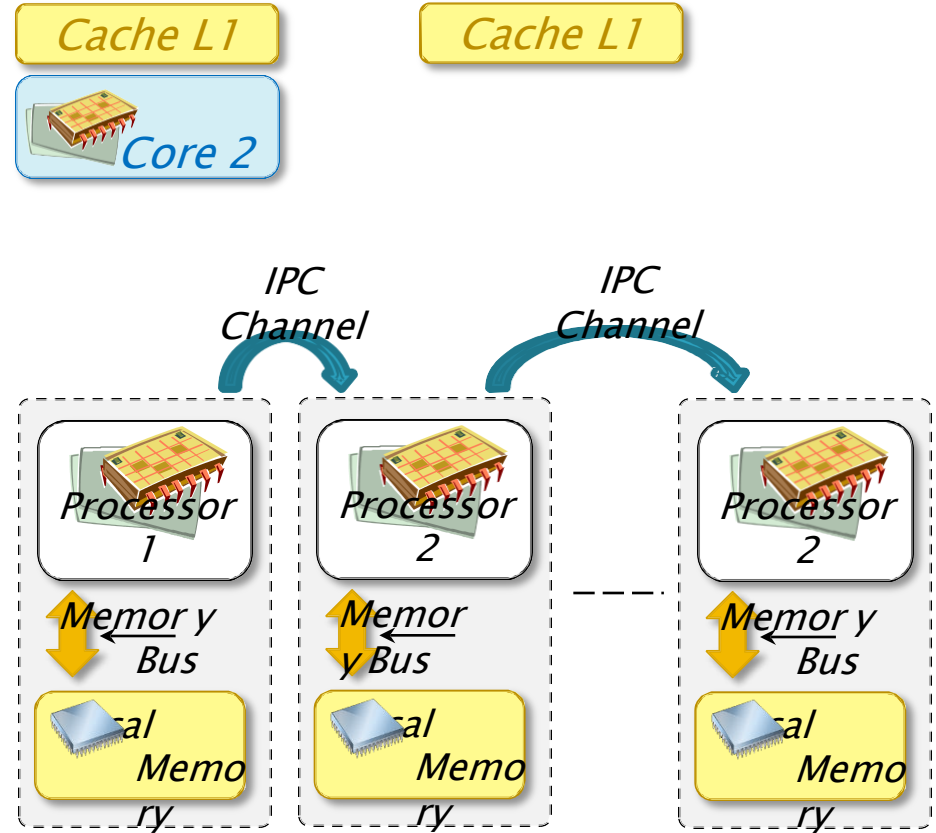 Cache L1
Cache L1
Core 2
IPC
Channel
IPC
Channel
Processor
1
Processor
2
Processor
2
Memor y
Bus
Memor
y Bus
Memor y
Bus
cal
Memo
ry
cal
Memo
ry
cal
Memo
ry